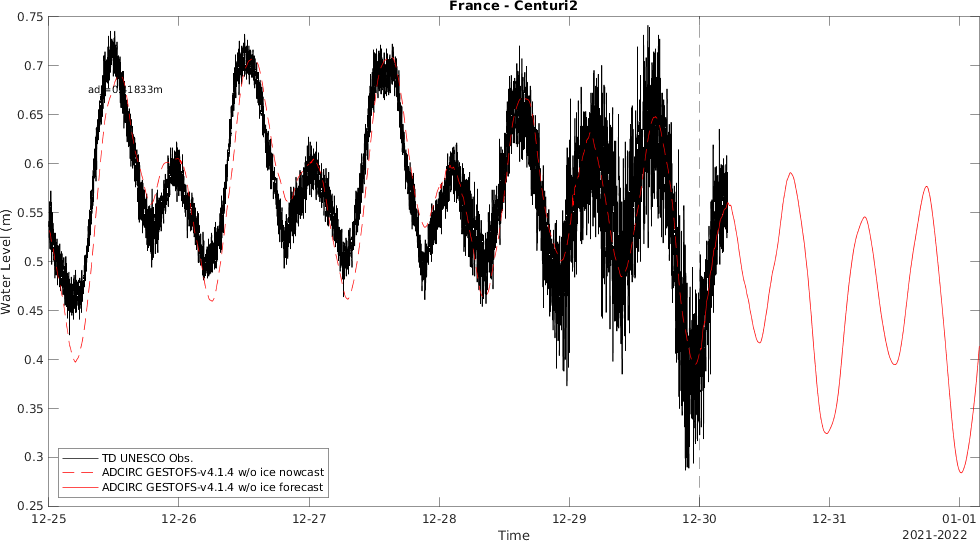 France - Centuri2
0.75
0.7
0.65
0.6
0.55
0.5
0.45
0.4
0.35
0.3
0.25
Water Level (m)
TD UNESCO Obs.
ADCIRC GESTOFS-v4.1.4 w/o ice nowcast
ADCIRC GESTOFS-v4.1.4 w/o ice forecast
12-25 12-26 12-27 12-28 12-29 12-30 12-31 01-01
Time
2021-2022